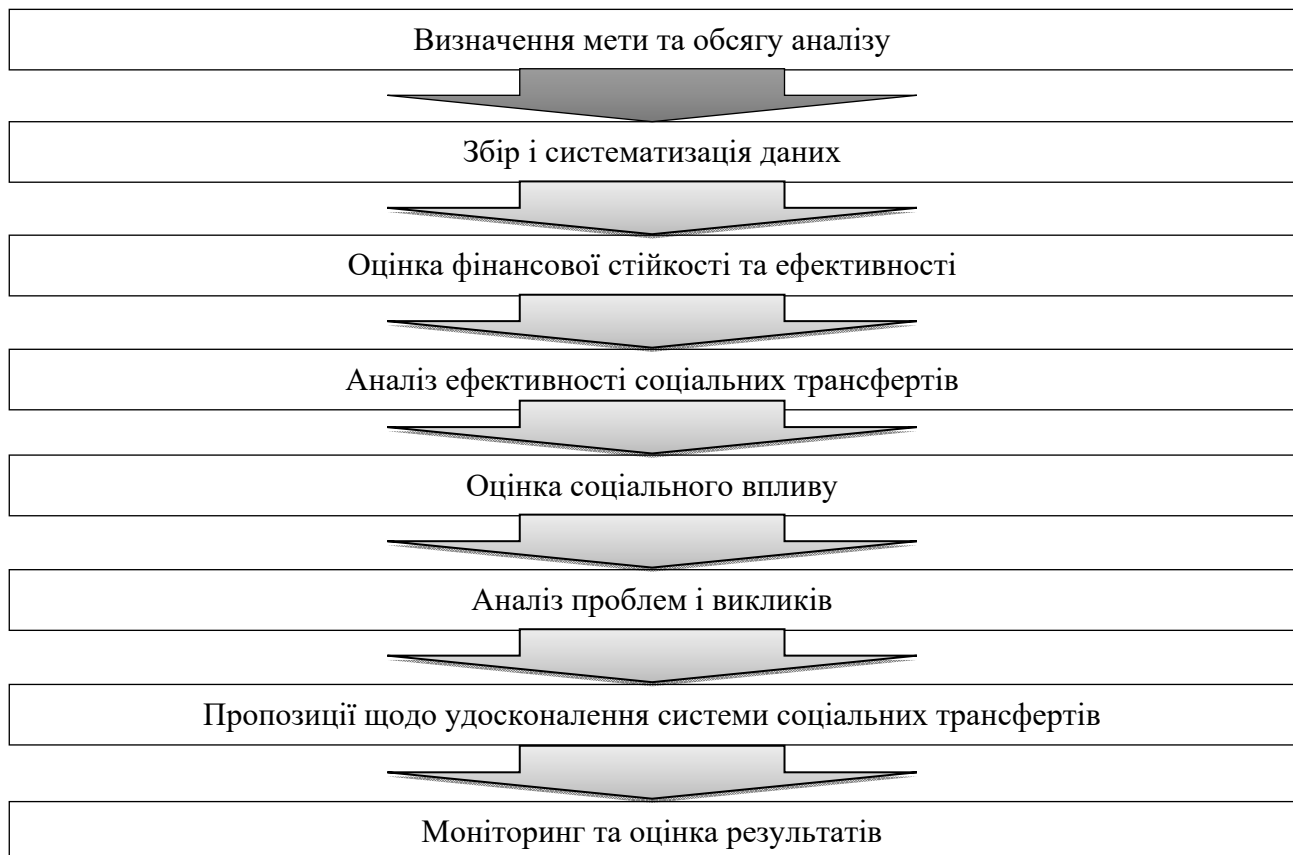 Визначення мети та обсягу аналізу
Збір і систематизація даних
Оцінка фінансової стійкості та ефективності
Аналіз ефективності соціальних трансфертів
Оцінка соціального впливу
Аналіз проблем і викликів
Пропозиції щодо удосконалення системи соціальних трансфертів
Моніторинг та оцінка результатів